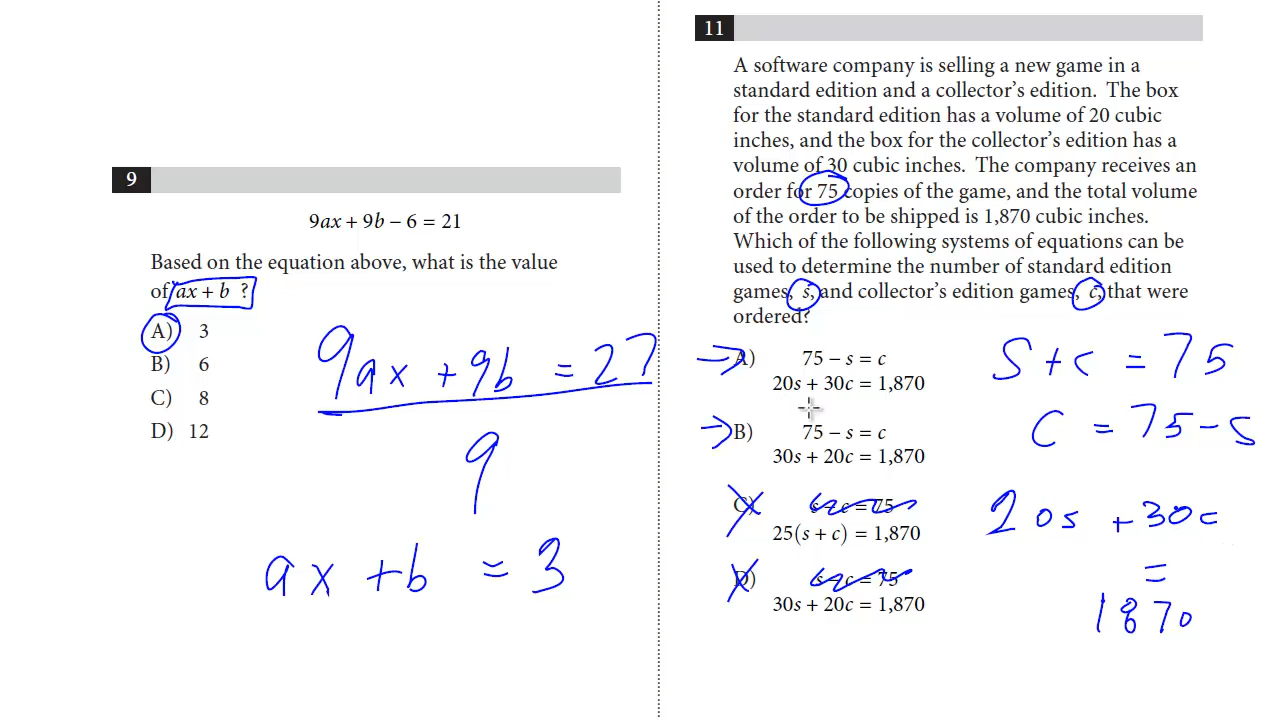 9
9ax + 9b − 6 = 21
Based on the equation above, what is the value
of ax + b ?
A) 3
B) 6
C) 8
D) 12
9ax + 9b = 27
9
ax + b = 3
11
A software company is selling a new game in a
standard edition and a collector's edition. The box
for the standard edition has a volume of 20 cubic
inches, and the box for the collector's edition has a
volume of 30 cubic inches. The company receives an
order for 75 copies of the game, and the total volume
of the order to be shipped is 1,870 cubic inches.
Which of the following systems of equations can be
used to determine the number of standard edition
games, s, and collector's edition games, c, that were
ordered?
A) 75 − s = c
20s + 30c = 1,870
B) 75 − s = c
30s + 20c = 1,870
C) s − c = 75
25(s + c) = 1,870
D) s − c = 75
30s + 20c = 1,870
S + c = 75
C = 75 - s
20s + 30c
=
1870